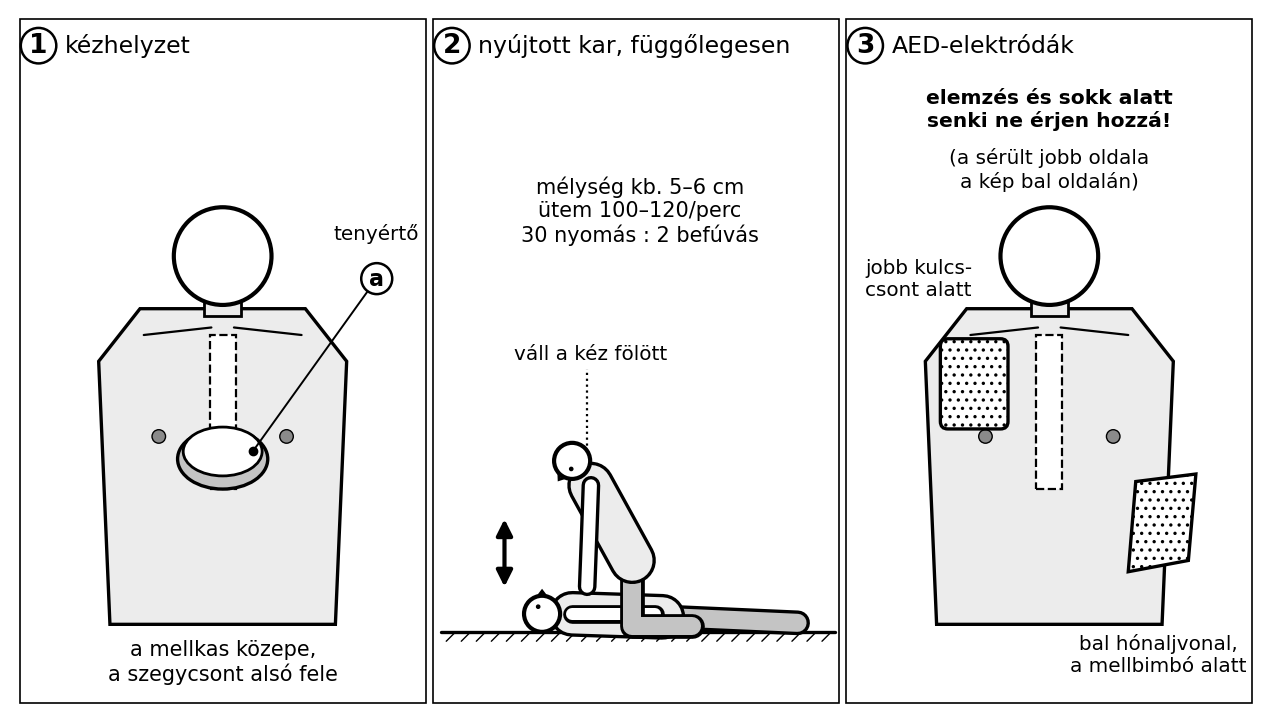 1 kézhelyzet
tenyértő
a
a mellkas közepe,
a szegycsont alsó fele
2 nyújtott kar, függőlegesen
mélység kb. 5–6 cm
ütem 100–120/perc
30 nyomás : 2 befúvás
váll a kéz fölött
3 AED-elektródák
elemzés és sokk alatt
senki ne érjen hozzá!
(a sérült jobb oldala
a kép bal oldalán)
jobb kulcs-
csont alatt
bal hónaljvonal,
a mellbimbó alatt